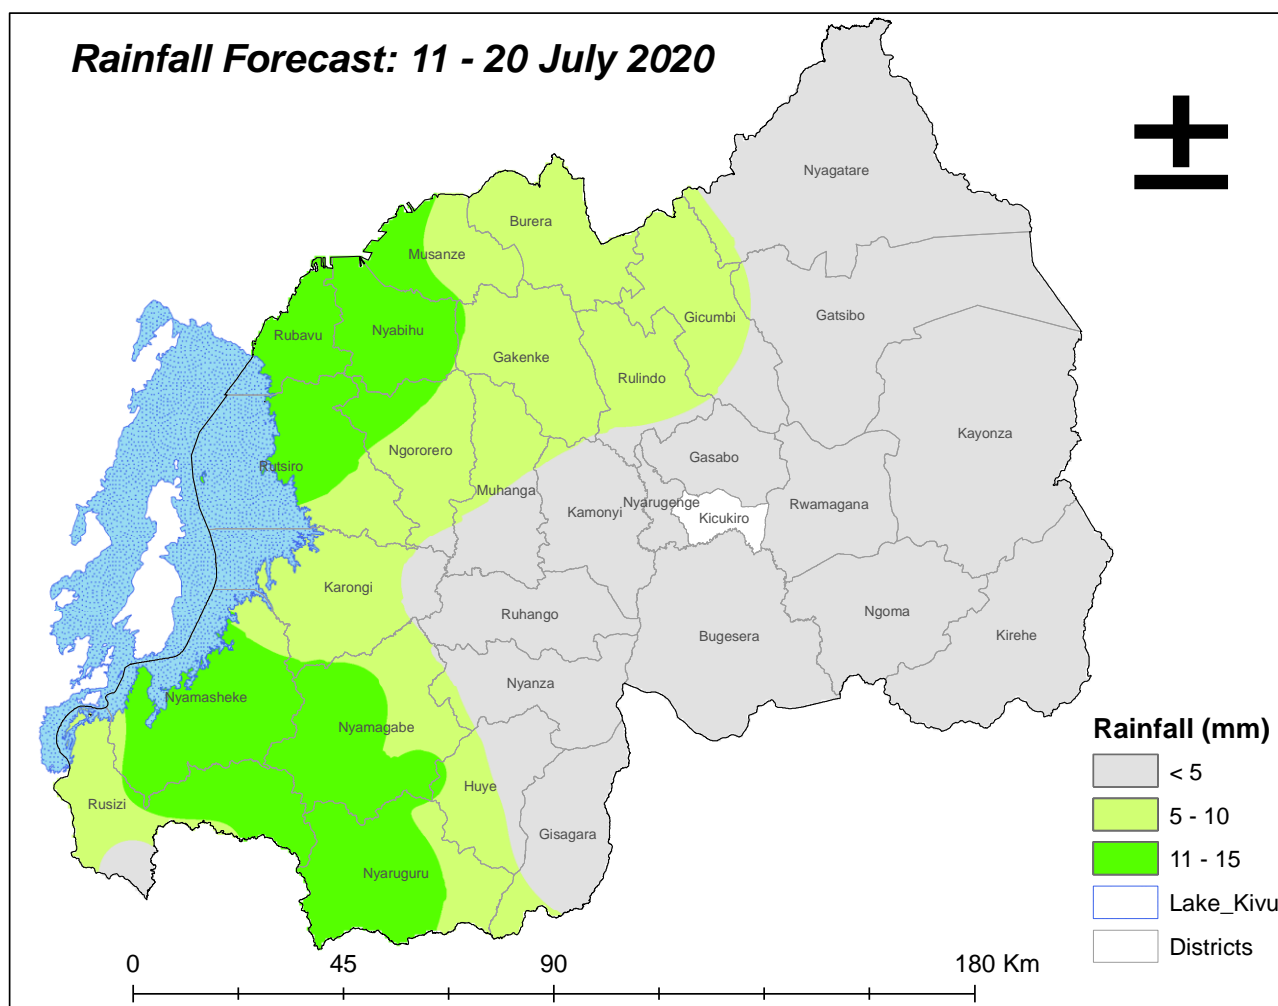 Rainfall Forecast: 11 - 20 July 2020
Nyagatare
Burera
Musanze
Rubavu
Nyabihu
Gicumbi
Gatsibo
Gakenke
Rulindo
Kayonza
Ngororero
Gasabo
Rutsiro
Muhanga
Nyarugenge
Rwamagana
Kamonyi
Kicukiro
Karongi
Ruhango
Ngoma
Bugesera
Kirehe
Nyamasheke
Nyanza
Nyamagabe
Huye
Rusizi
Gisagara
Nyaruguru
Rainfall (mm)
< 5
5 - 10
11 - 15
Lake_Kivu
Districts
0 45 90 180 Km